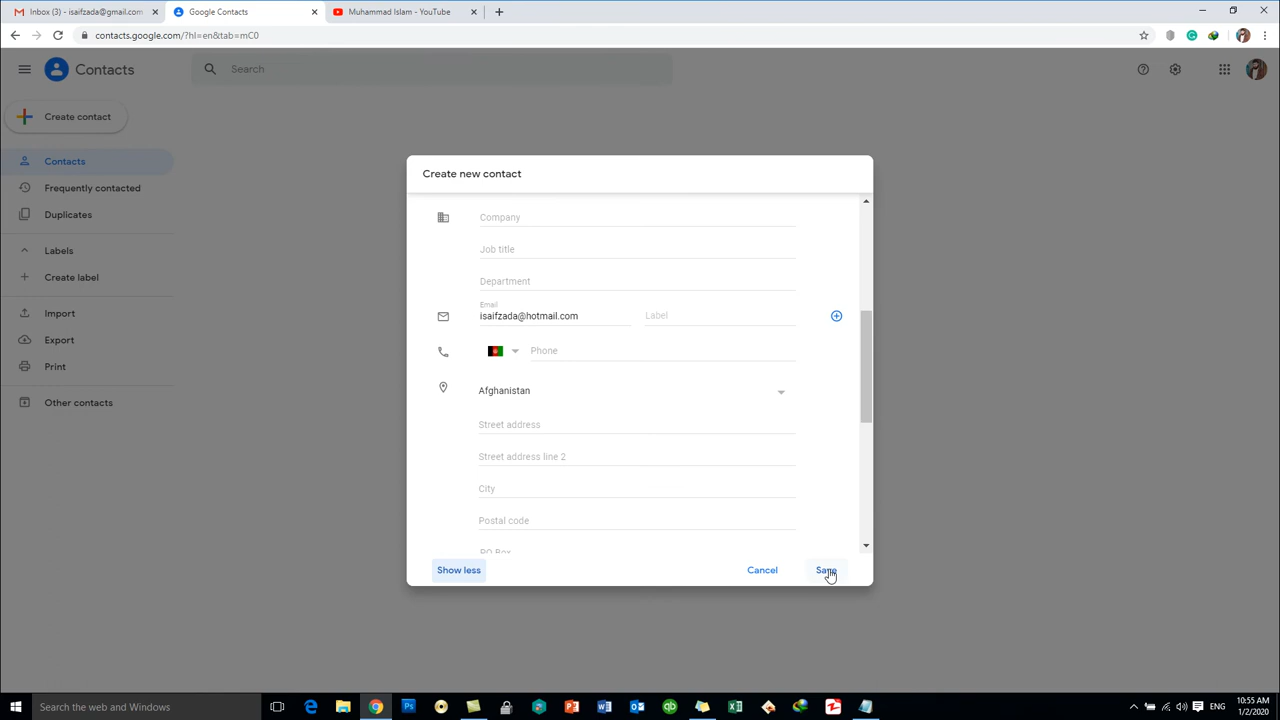 Inbox (3) - isaifzada@gmail.com
Google Contacts
Muhammad Islam - YouTube
contacts.google.com/?hl=en&tab=mC0
Contacts
Search
Create contact
Contacts
Frequently contacted
Duplicates
Labels
Create label
Import
Export
Print
Other contacts
Create new contact
Company
Job title
Department
Email
isaifzada@hotmail.com Label
Phone
Afghanistan
Street address
Street address line 2
City
Postal code
PO Box
Show less Cancel Save
Search the web and Windows
ENG
10:55 AM
1/2/2020